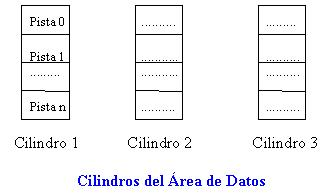 Pista 0 .......... ........
Pista 1 ........... .........
......... .......... .........
Pista n .......... .........
Cilindro 1 Cilindro 2 Cilindro 3
Cilindros del Área de Datos